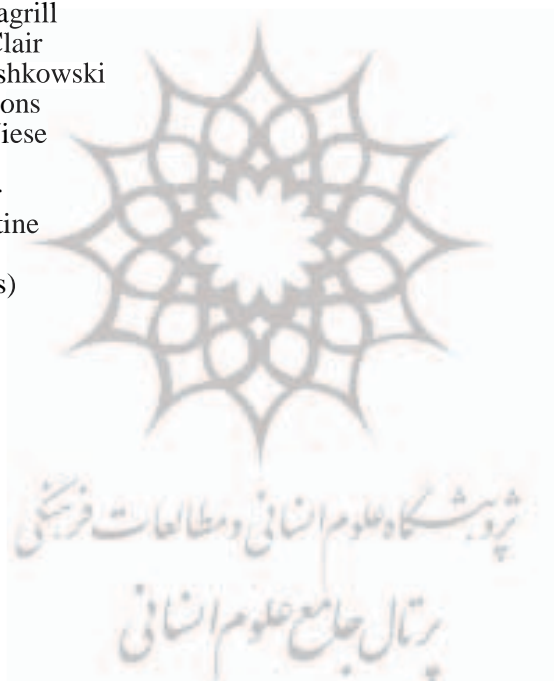 agrill
Clair
shkowski
ons
iese
tine
s)
پژوهشگاه علوم انسانی و مطالعات فرهنگی
پرتال جامع علوم انسانی